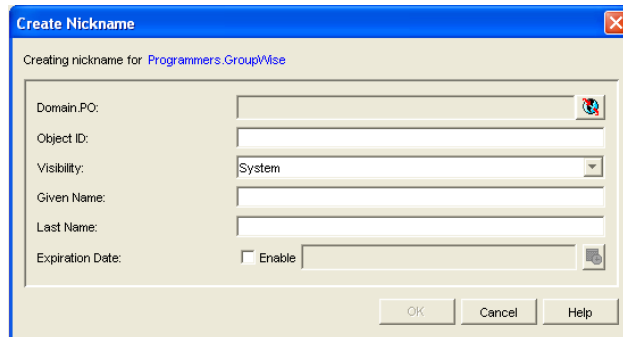 Create Nickname
Creating nickname for Programmers.GroupWise
Domain.PO:
Object ID:
Visibility: System
Given Name:
Last Name:
Expiration Date: Enable
OK Cancel Help